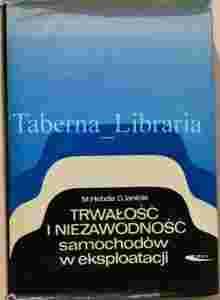 Taberna_Libraria
M.Hebda D.Janicki
TRWAŁOŚĆ
I NIEZAWODNOŚĆ
samochodów
w eksploatacji